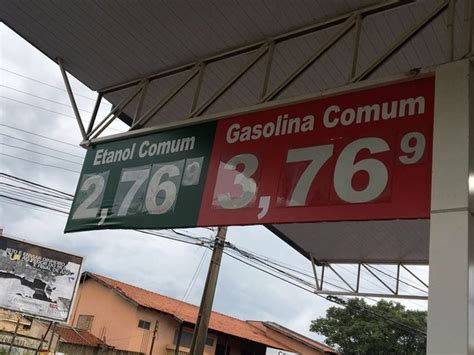 Etanol Comum
2,769
Gasolina Comum
3,769